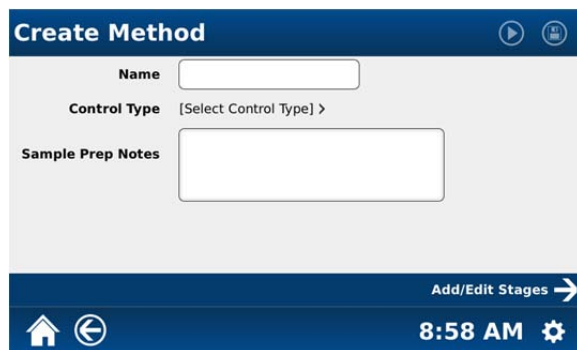 Create Method
Name
Control Type [Select Control Type] >
Sample Prep Notes
Add/Edit Stages
8:58 AM